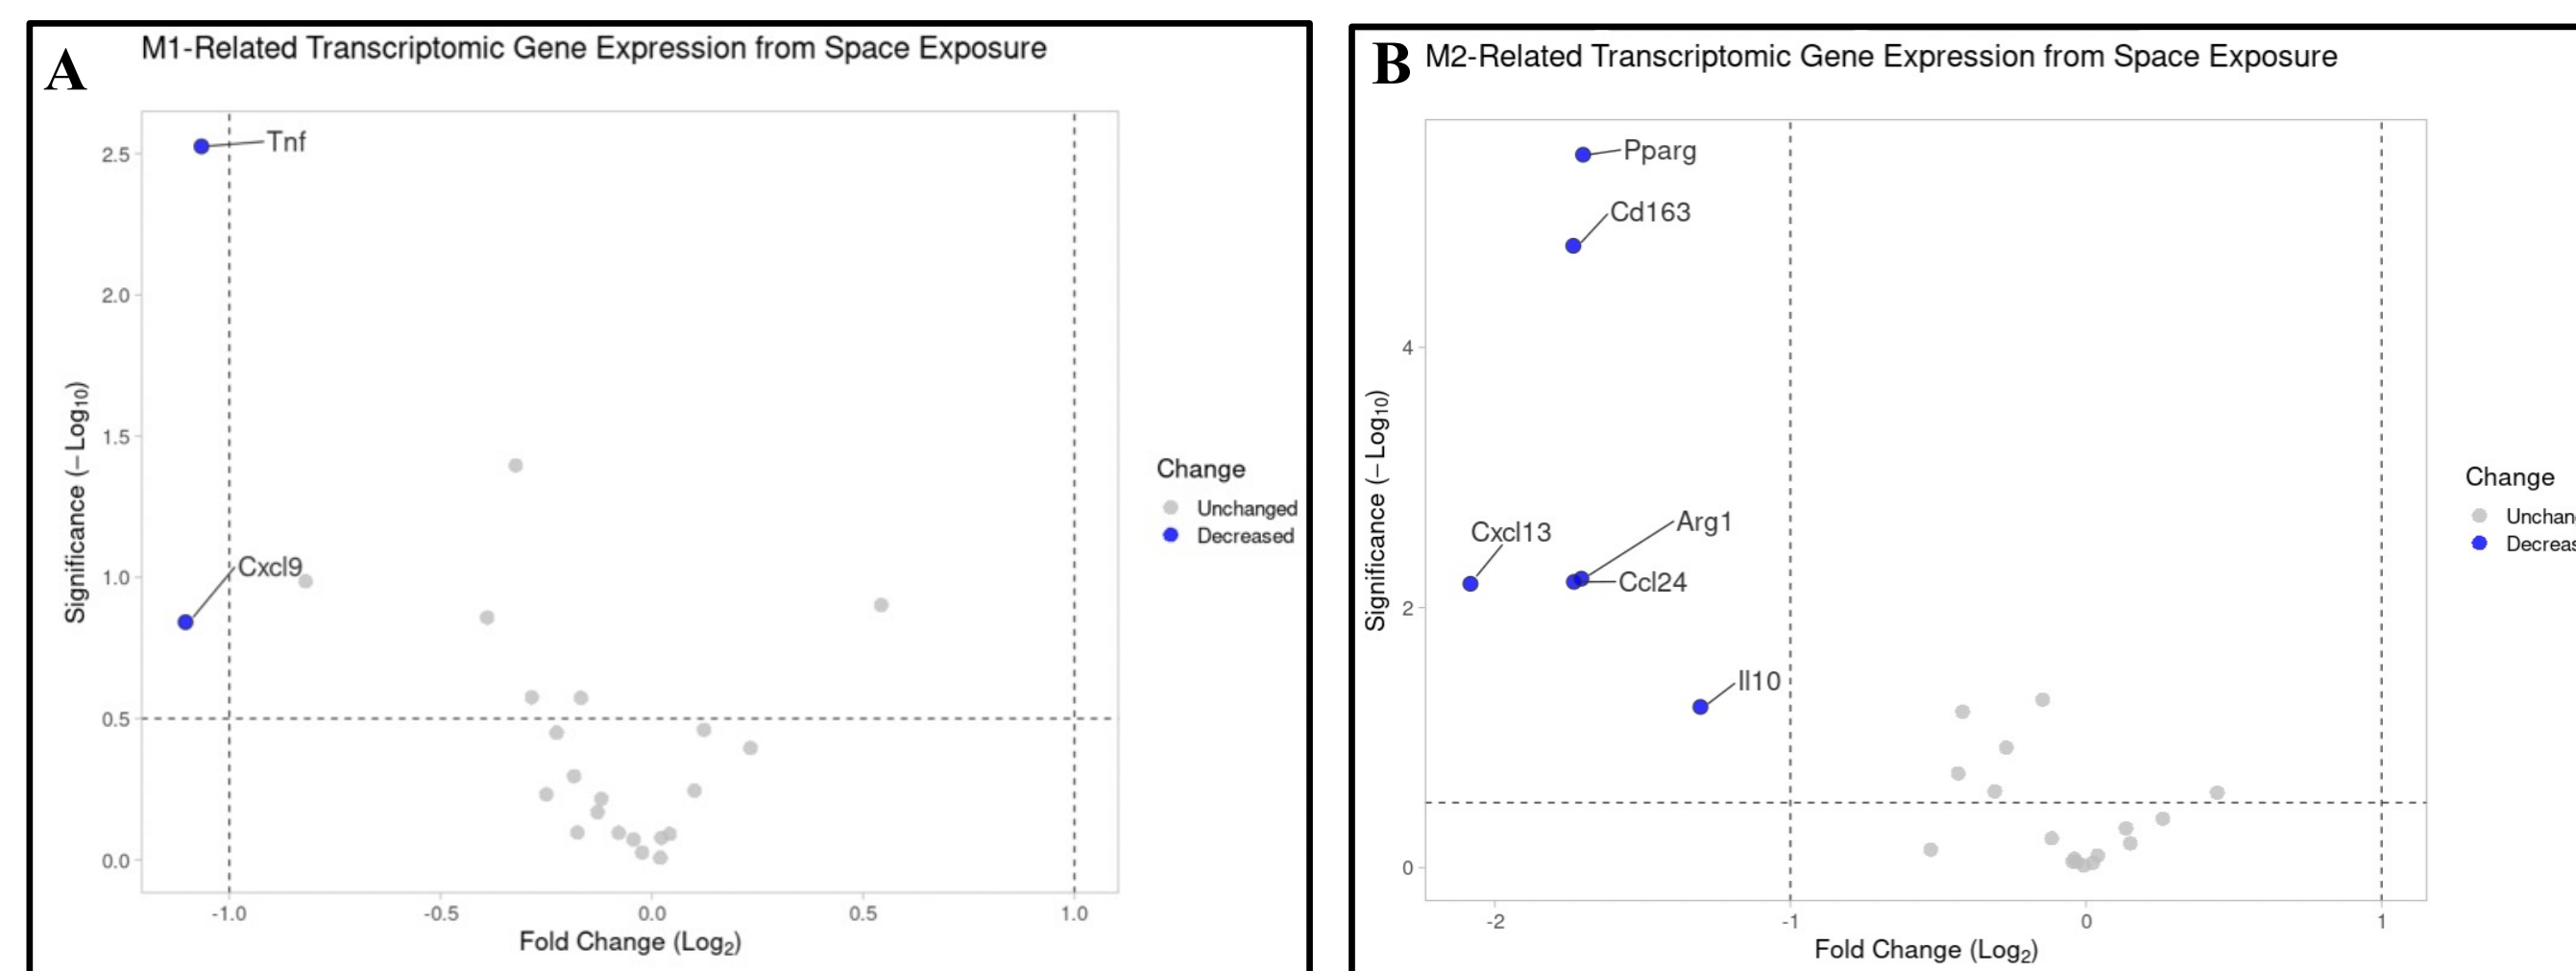 A
M1-Related Transcriptomic Gene Expression from Space Exposure
Tnf
Cxcl9
2.5
2.0
1.5
1.0
0.5
0.0
Significance (−Log10)
-1.0
-0.5
0.0
0.5
1.0
Fold Change (Log2)
Change
Unchanged
Decreased
B
M2-Related Transcriptomic Gene Expression from Space Exposure
Pparg
Cd163
Cxcl13
Arg1
Ccl24
Il10
4
2
0
Significance (−Log10)
-2
-1
0
1
Fold Change (Log2)
Change
Unchan
Decreas